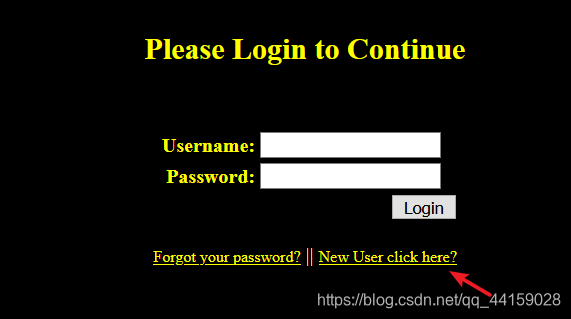 Please Login to Continue
Username:
Password:
Login
Forgot your password? || New User click here?
https://blog.csdn.net/qq_44159028